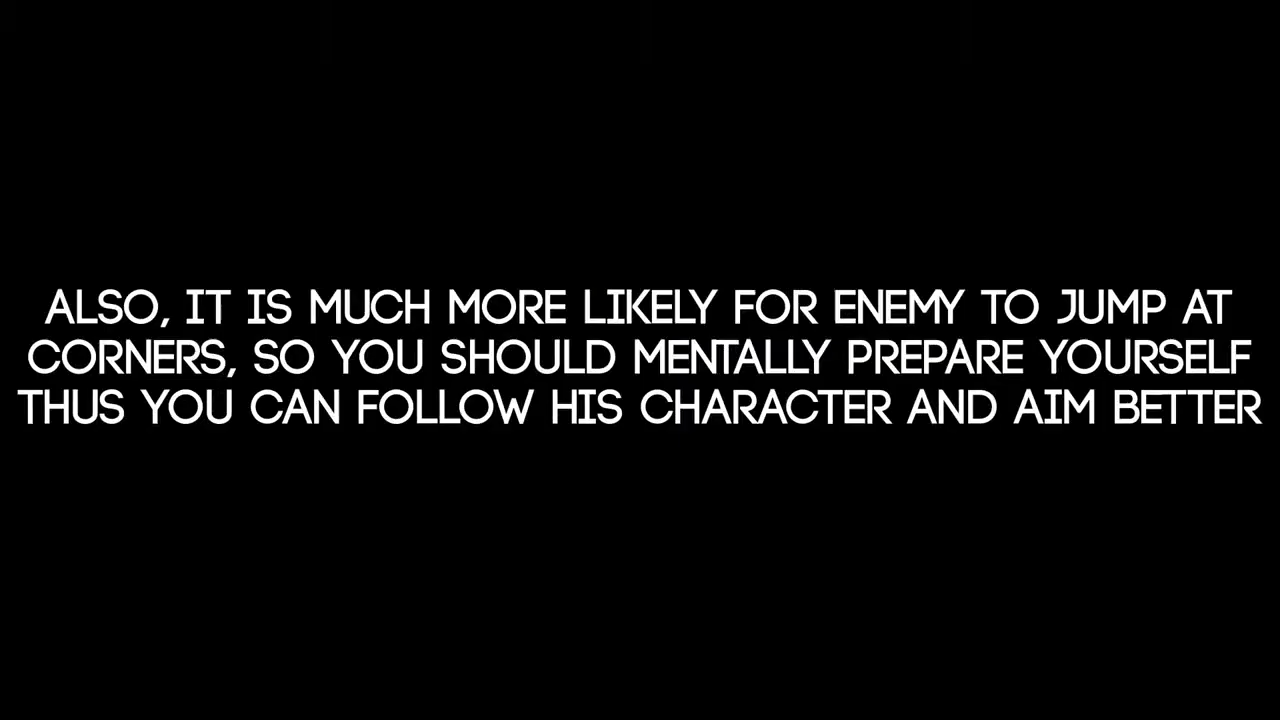 ALSO, IT IS MUCH MORE LIKELY FOR ENEMY TO JUMP AT
CORNERS, SO YOU SHOULD MENTALLY PREPARE YOURSELF
THUS YOU CAN FOLLOW HIS CHARACTER AND AIM BETTER